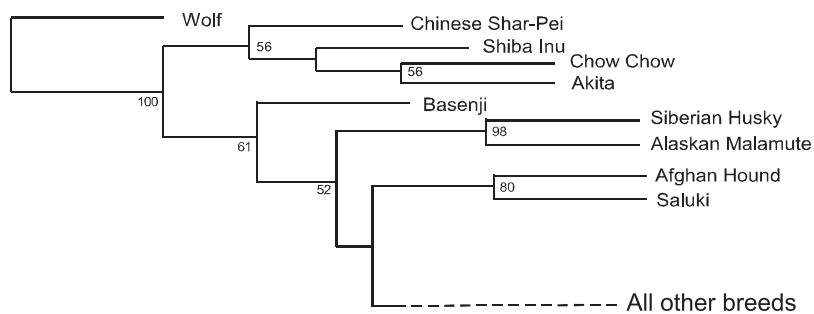 Wolf
Chinese Shar-Pei
56
Shiba Inu
Chow Chow
56
Akita
100
Basenji
Siberian Husky
98
Alaskan Malamute
61
Afghan Hound
52
80
Saluki
All other breeds